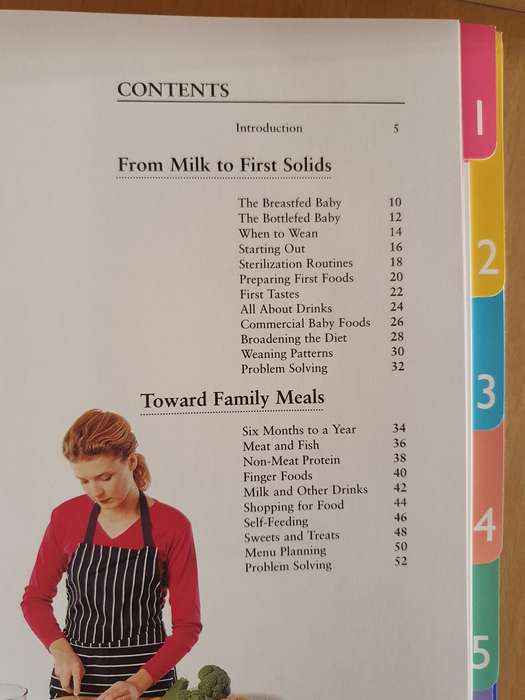 CONTENTS
Introduction 5
From Milk to First Solids
The Breastfed Baby 10
The Bottlefed Baby 12
When to Wean 14
Starting Out 16
Sterilization Routines 18
Preparing First Foods 20
First Tastes 22
All About Drinks 24
Commercial Baby Foods 26
Broadening the Diet 28
Weaning Patterns 30
Problem Solving 32
Toward Family Meals
Six Months to a Year 34
Meat and Fish 36
Non-Meat Protein 38
Finger Foods 40
Milk and Other Drinks 42
Shopping for Food 44
Self-Feeding 46
Sweets and Treats 48
Menu Planning 50
Problem Solving 52
1
2
3
4
5